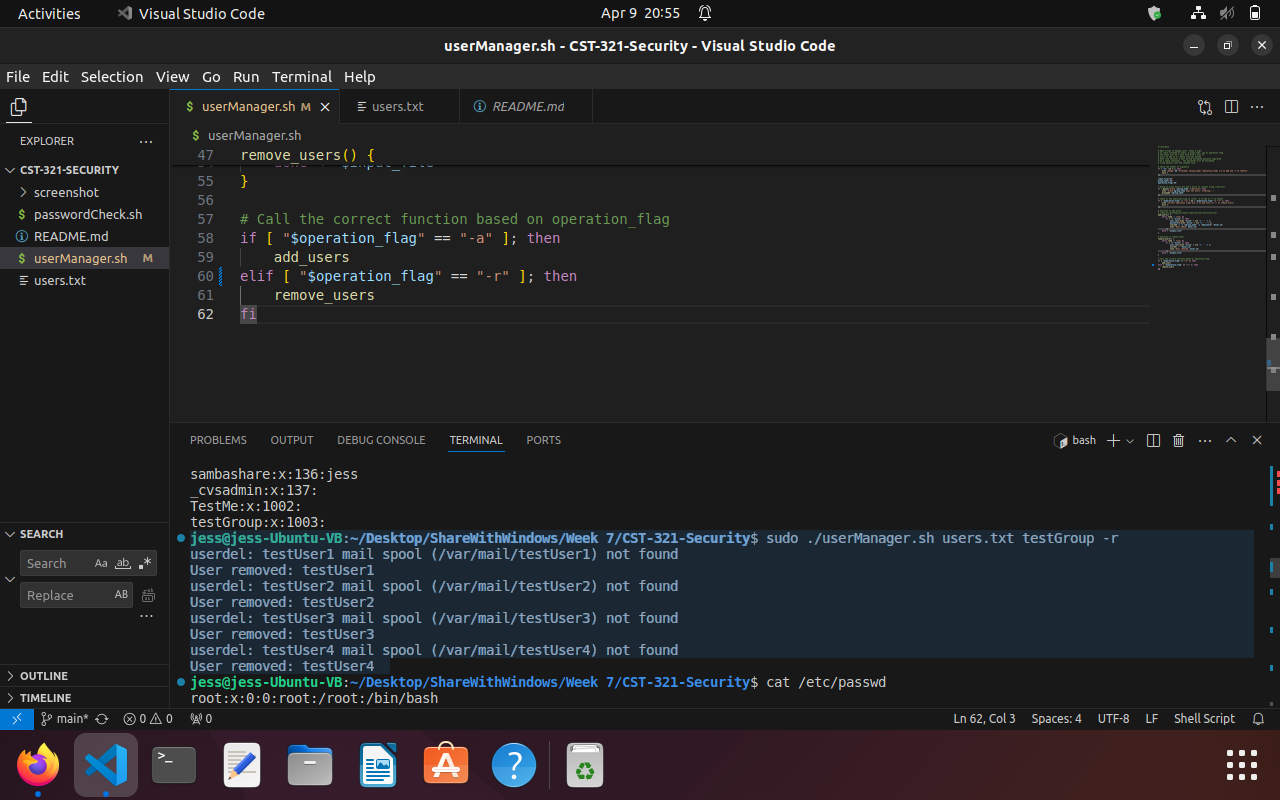 Activities Visual Studio Code Apr 9 20:55
userManager.sh - CST-321-Security - Visual Studio Code
File Edit Selection View Go Run Terminal Help
$ userManager.sh M users.txt README.md
EXPLORER
$ userManager.sh
CST-321-SECURITY
screenshot
$ passwordCheck.sh
README.md
$ userManager.sh M
users.txt
47 remove_users() {
55 }
56
57 # Call the correct function based on operation_flag
58 if [ "$operation_flag" == "-a" ]; then
59 add_users
60 elif [ "$operation_flag" == "-r" ]; then
61 remove_users
62 fi
SEARCH
Search Aa ab .*
Replace AB
OUTLINE
TIMELINE
PROBLEMS OUTPUT DEBUG CONSOLE TERMINAL PORTS bash
sambashare:x:136:jess
_cvsadmin:x:137:
TestMe:x:1002:
testGroup:x:1003:
jess@jess-Ubuntu-VB:~/Desktop/ShareWithWindows/Week 7/CST-321-Security$ sudo ./userManager.sh users.txt testGroup -r
userdel: testUser1 mail spool (/var/mail/testUser1) not found
User removed: testUser1
userdel: testUser2 mail spool (/var/mail/testUser2) not found
User removed: testUser2
userdel: testUser3 mail spool (/var/mail/testUser3) not found
User removed: testUser3
userdel: testUser4 mail spool (/var/mail/testUser4) not found
User removed: testUser4
jess@jess-Ubuntu-VB:~/Desktop/ShareWithWindows/Week 7/CST-321-Security$ cat /etc/passwd
root:x:0:0:root:/root:/bin/bash
main* 0 0 0 Ln 62, Col 3 Spaces: 4 UTF-8 LF Shell Script